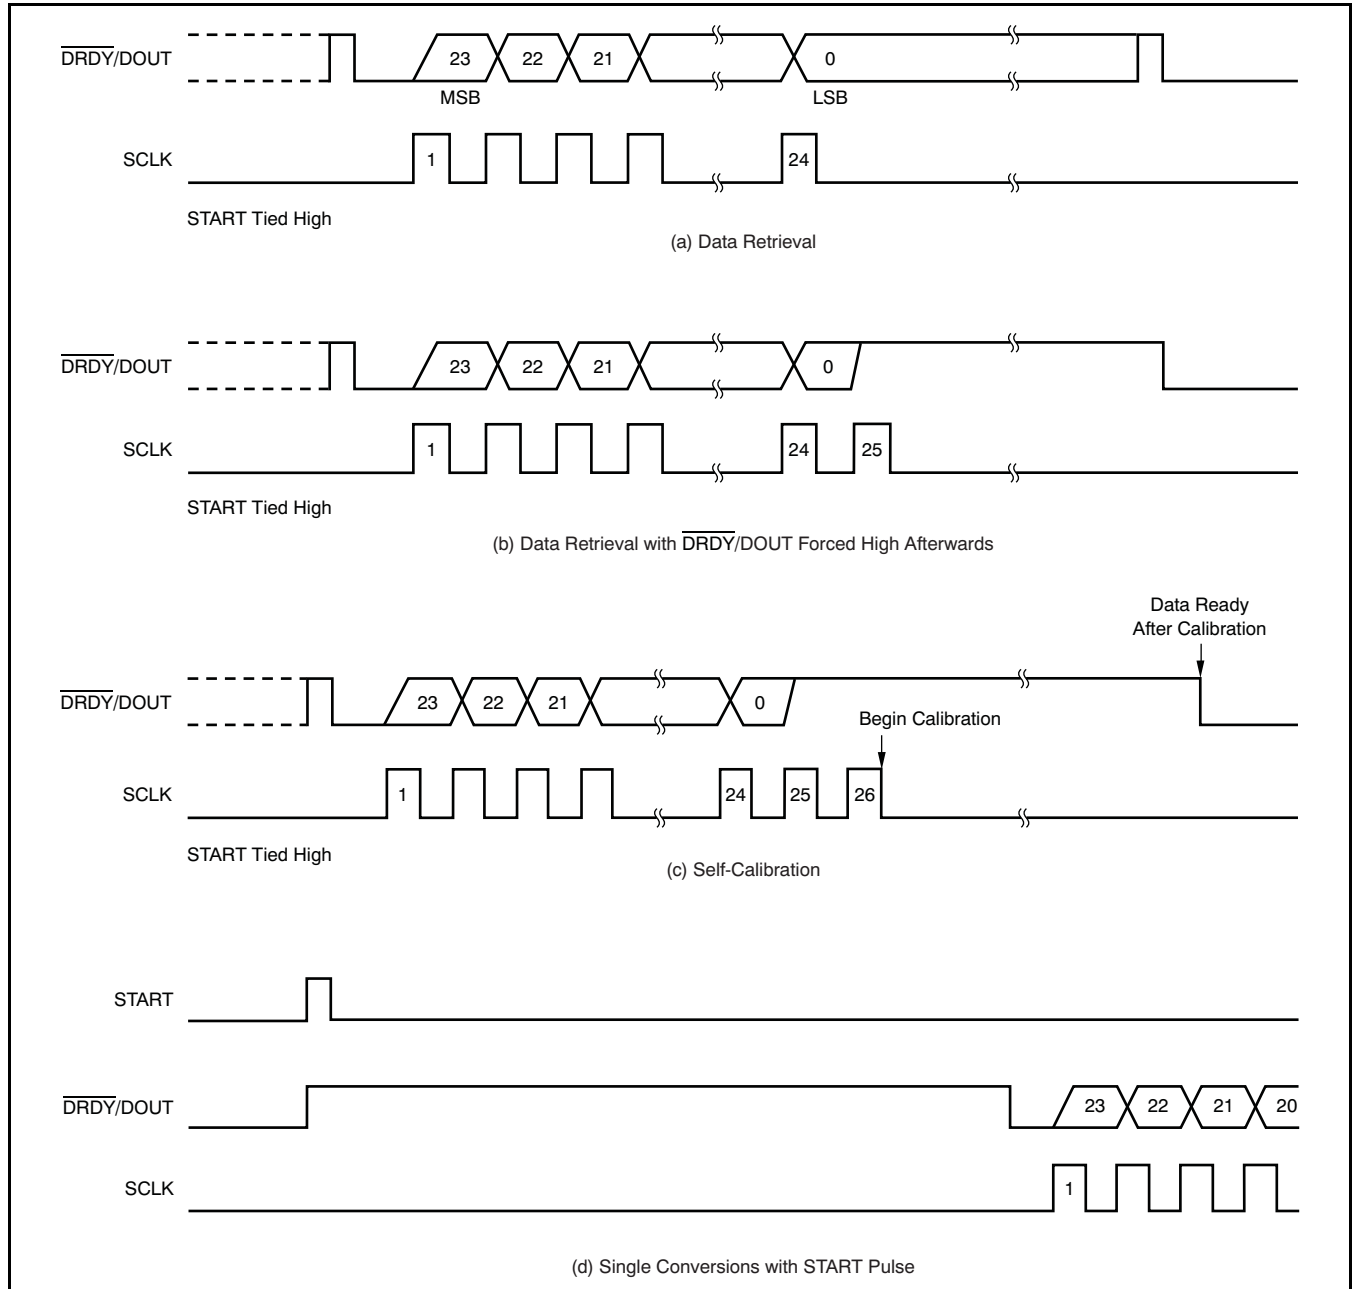 DRDY/DOUT
23 22 21 0
MSB LSB
SCLK
1 24
START Tied High
(a) Data Retrieval
DRDY/DOUT
23 22 21 0
SCLK
1 24 25
START Tied High
(b) Data Retrieval with DRDY/DOUT Forced High Afterwards
Data Ready
After Calibration
DRDY/DOUT
23 22 21 0
Begin Calibration
SCLK
1 24 25 26
START Tied High
(c) Self-Calibration
START
DRDY/DOUT
23 22 21 20
SCLK
1
(d) Single Conversions with START Pulse